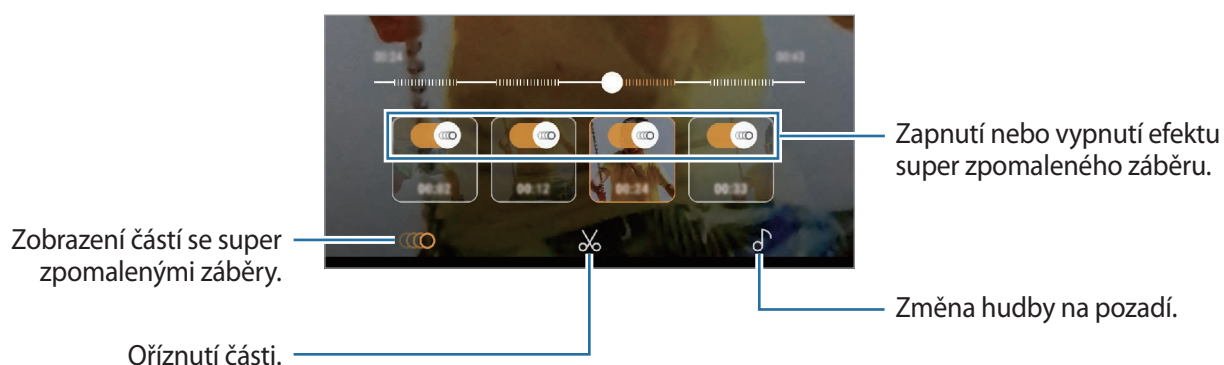 00:24
00:43
00:02
00:12
00:24
00:33
Zapnutí nebo vypnutí efektu
super zpomaleného záběru.
Zobrazení částí se super
zpomalenými záběry.
Změna hudby na pozadí.
Oříznutí části.